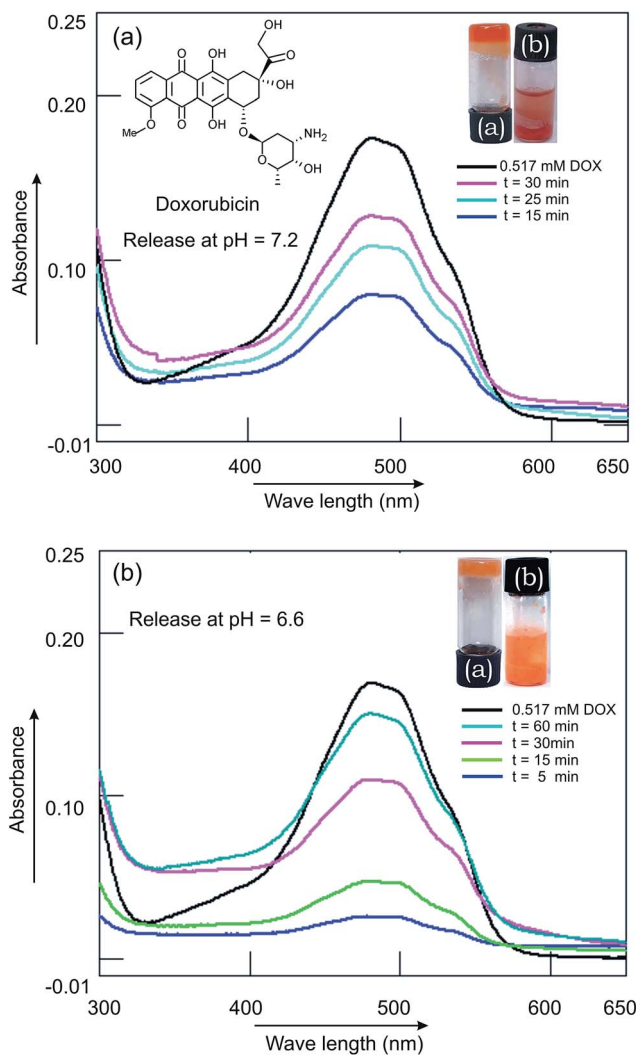 0.25
(a)
OH
O
O
OH
OH
OMe
O
OH
O
NH2
O
OH
Doxorubicin
Release at pH = 7.2
(a)
(b)
0.517 mM DOX
t = 30 min
t = 25 min
t = 15 min
0.20
0.10
-0.01
Absorbance
300
400
500
600
650
Wave length (nm)
0.25
(b)
Release at pH = 6.6
(a)
(b)
0.517 mM DOX
t = 60 min
t = 30min
t = 15 min
t = 5 min
0.20
0.10
-0.01
Absorbance
300
400
500
600
650
Wave length (nm)